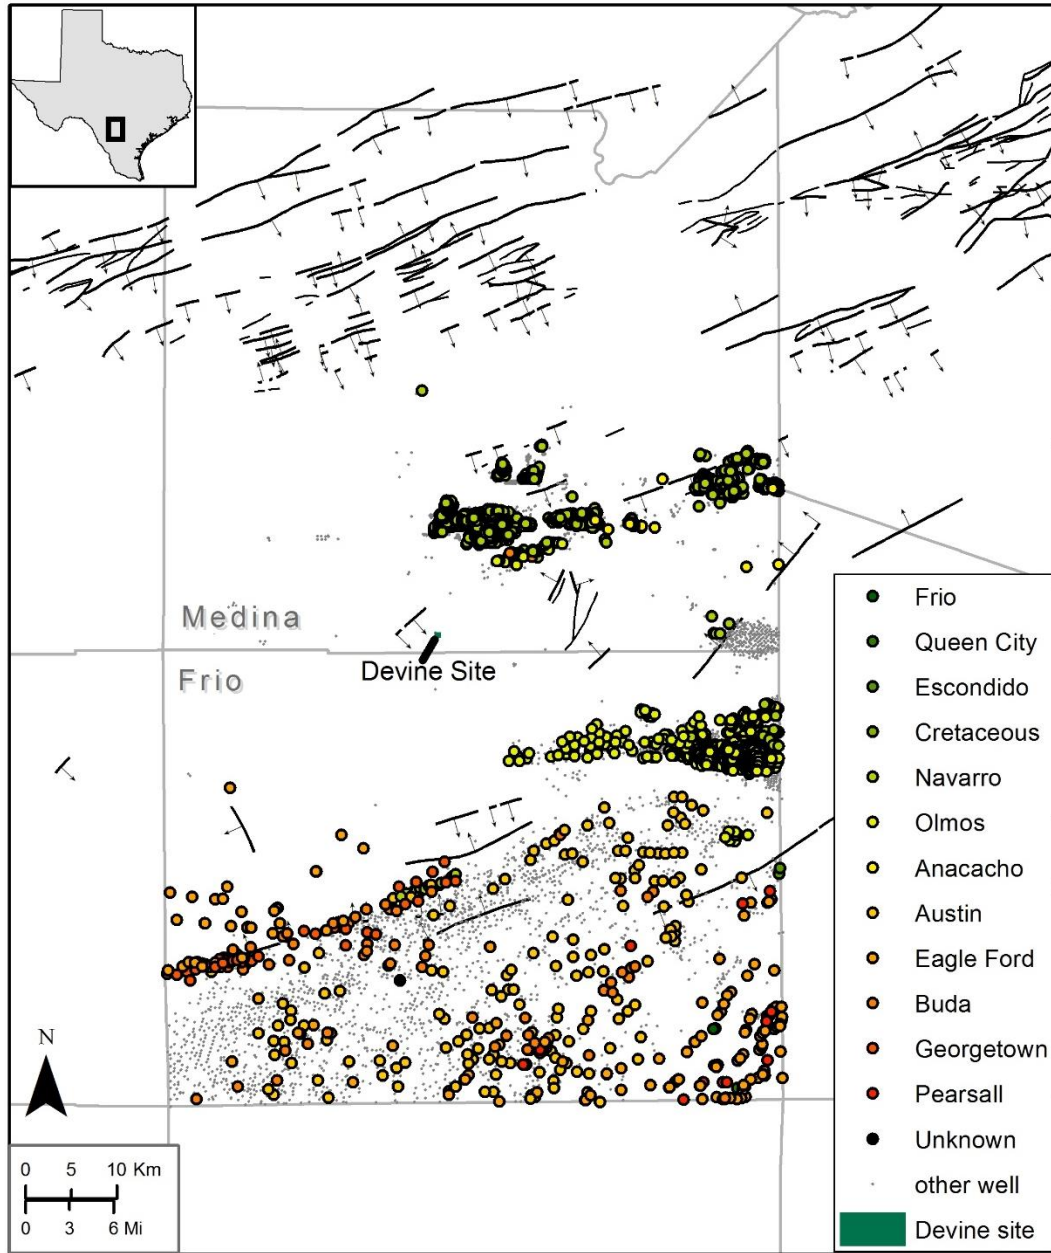 Medina
Frio
Devine Site
N
0 5 10 Km
0 3 6 Mi
Frio
Queen City
Escondido
Cretaceous
Navarro
Olmos
Anacacho
Austin
Eagle Ford
Buda
Georgetown
Pearsall
Unknown
other well
Devine site